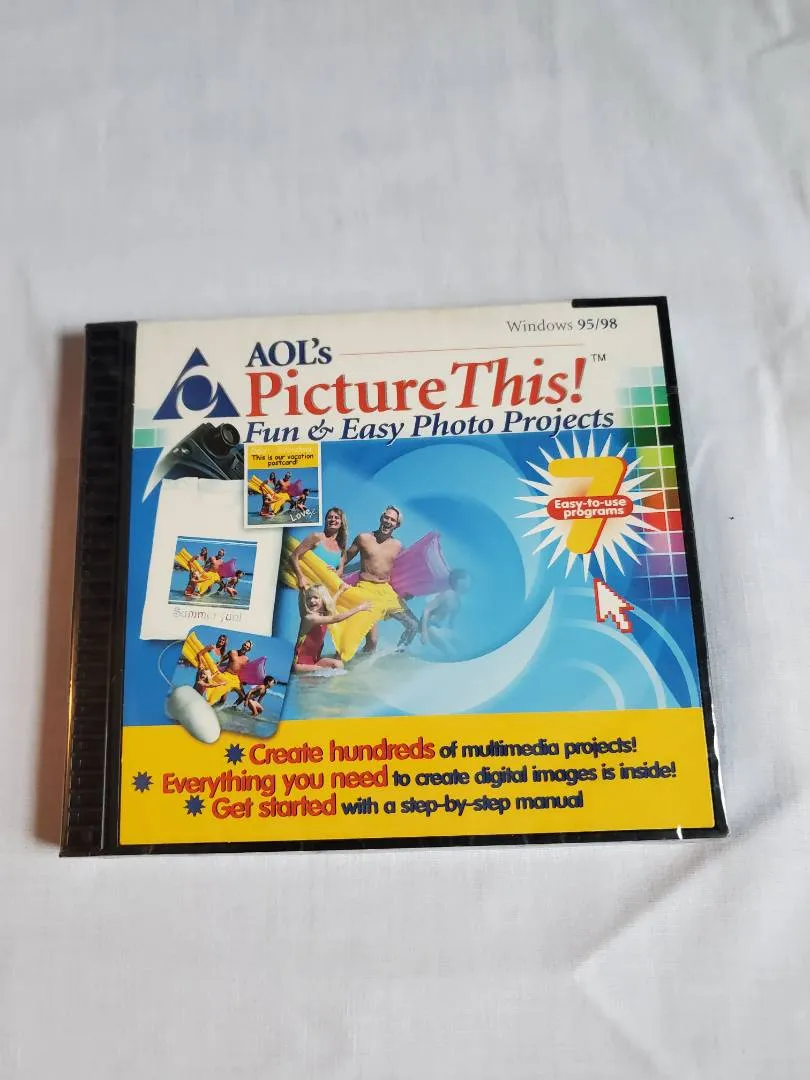 Windows 95/98
AOL's
PictureThis!™
Fun & Easy Photo Projects
This is our vacation
postcard!
Love,
7
Easy-to-use
programs
Summer fun!
✷ Create hundreds of multimedia projects!
✷ Everything you need to create digital images is inside!
✷ Get started with a step-by-step manual